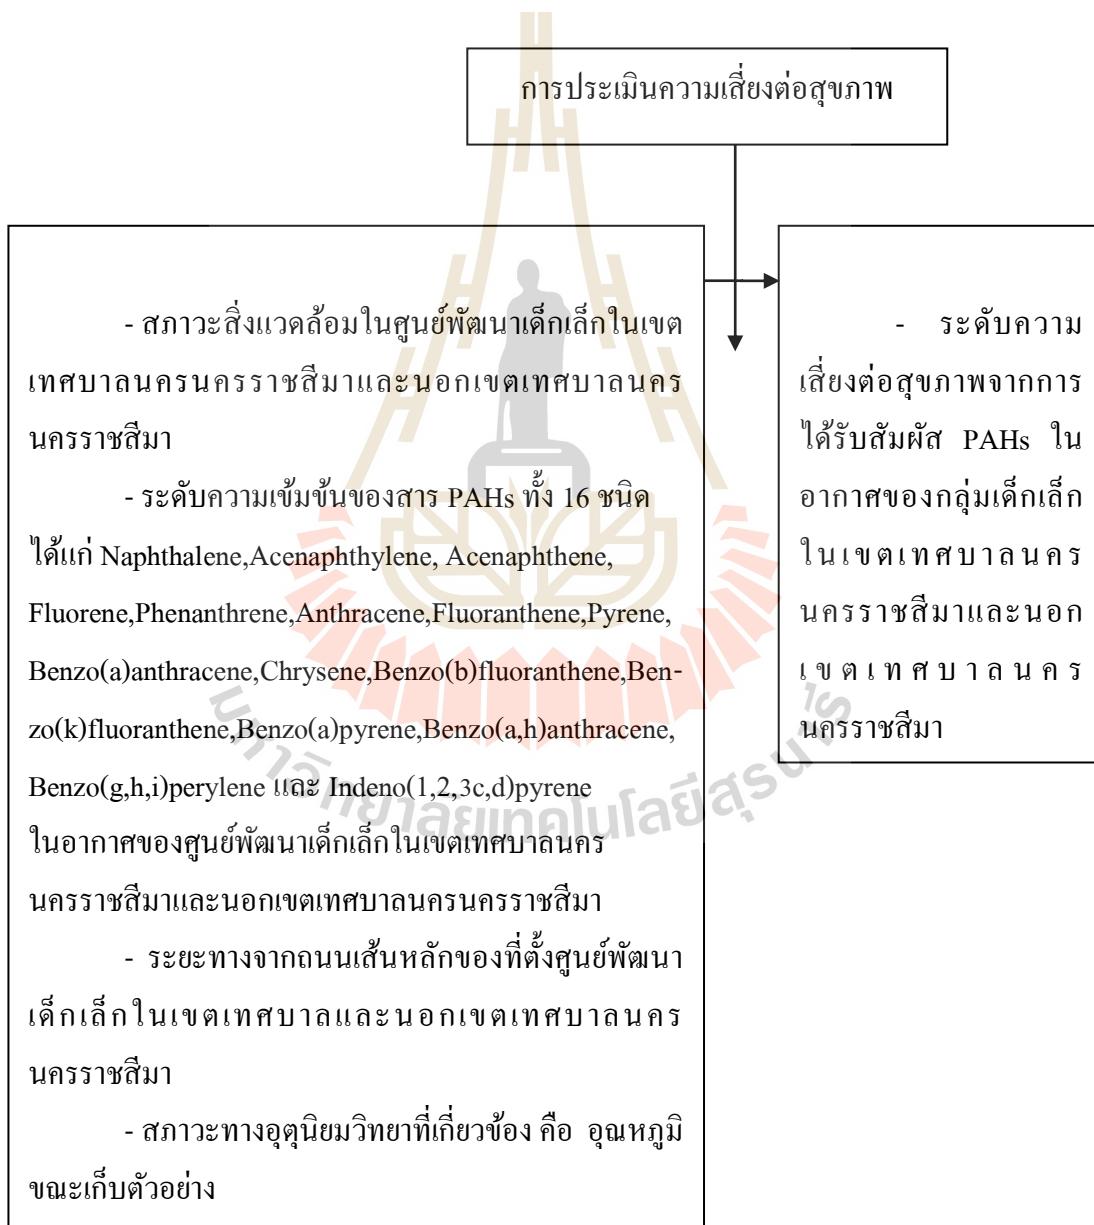 การประเมินความเสี่ยงต่อสุขภาพ
- สภาวะสิ่งแวดล้อมในศูนย์พัฒนาเด็กเล็กในเขต
เทศบาลนครนครราชสีมาและนอกเขตเทศบาลนคร
นครราชสีมา
- ระดับความเข้มข้นของสาร PAHs ทั้ง 16 ชนิด
ได้แก่ Naphthalene,Acenaphthylene, Acenaphthene,
Fluorene,Phenanthrene,Anthracene,Fluoranthene,Pyrene,
Benzo(a)anthracene,Chrysene,Benzo(b)fluoranthene,Ben-
zo(k)fluoranthene,Benzo(a)pyrene,Benzo(a,h)anthracene,
Benzo(g,h,i)perylene และ Indeno(1,2,3c,d)pyrene
ในอากาศของศูนย์พัฒนาเด็กเล็กในเขตเทศบาลนคร
นครราชสีมาและนอกเขตเทศบาลนครนครราชสีมา
- ระยะทางจากถนนเส้นหลักของที่ตั้งศูนย์พัฒนา
เด็กเล็กในเขตเทศบาลและนอกเขตเทศบาลนคร
นครราชสีมา
- สภาวะทางอุตุนิยมวิทยาที่เกี่ยวข้อง คือ อุณหภูมิ
ขณะเก็บตัวอย่าง
- ระดับความ
เสี่ยงต่อสุขภาพจากการ
ได้รับสัมผัส PAHs ใน
อากาศของกลุ่มเด็กเล็ก
ในเขตเทศบาลนคร
นครราชสีมาและนอก
เขตเทศบาลนคร
นครราชสีมา
มหาวิทยาลัยเทคโนโลยีสุรนารี